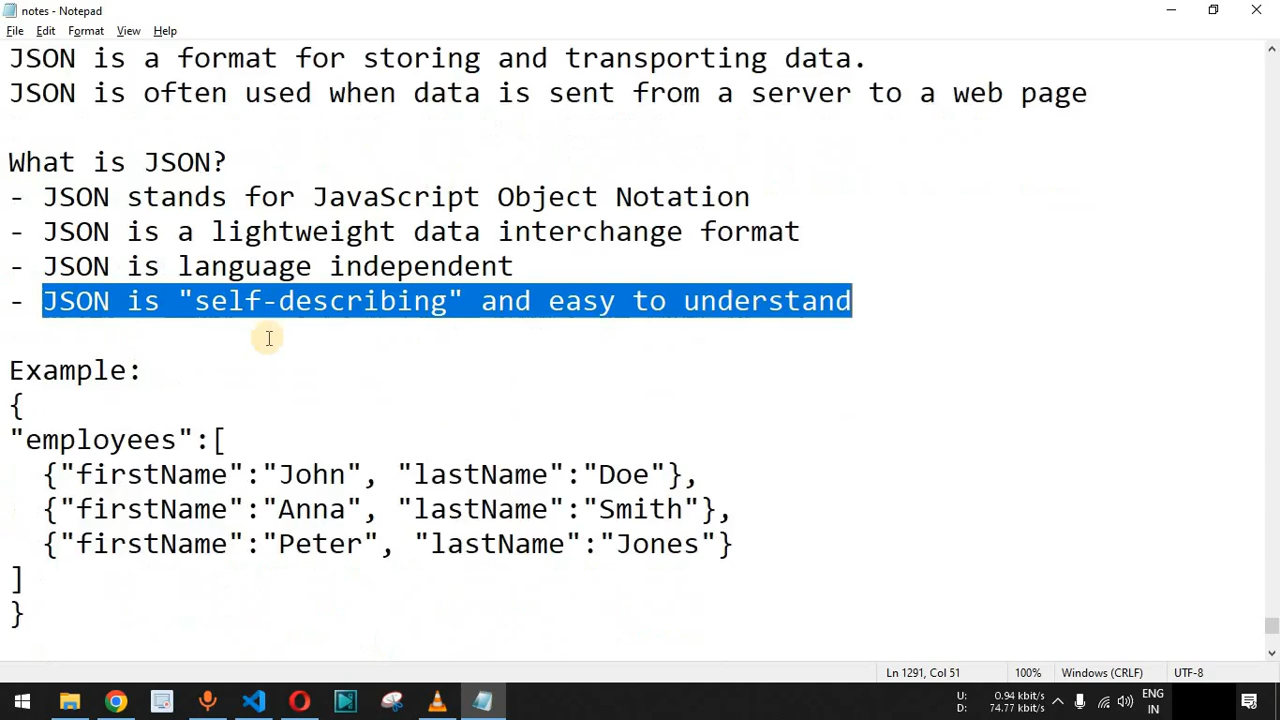 notes - Notepad
File Edit Format View Help
JSON is a format for storing and transporting data.
JSON is often used when data is sent from a server to a web page
What is JSON?
- JSON stands for JavaScript Object Notation
- JSON is a lightweight data interchange format
- JSON is language independent
- JSON is "self-describing" and easy to understand
Example:
{
"employees":[
  {"firstName":"John", "lastName":"Doe"},
  {"firstName":"Anna", "lastName":"Smith"},
  {"firstName":"Peter", "lastName":"Jones"}
]
}
Ln 1291, Col 51 100% Windows (CRLF) UTF-8
U: 0.94 kbit/s ENG
D: 74.77 kbit/s IN